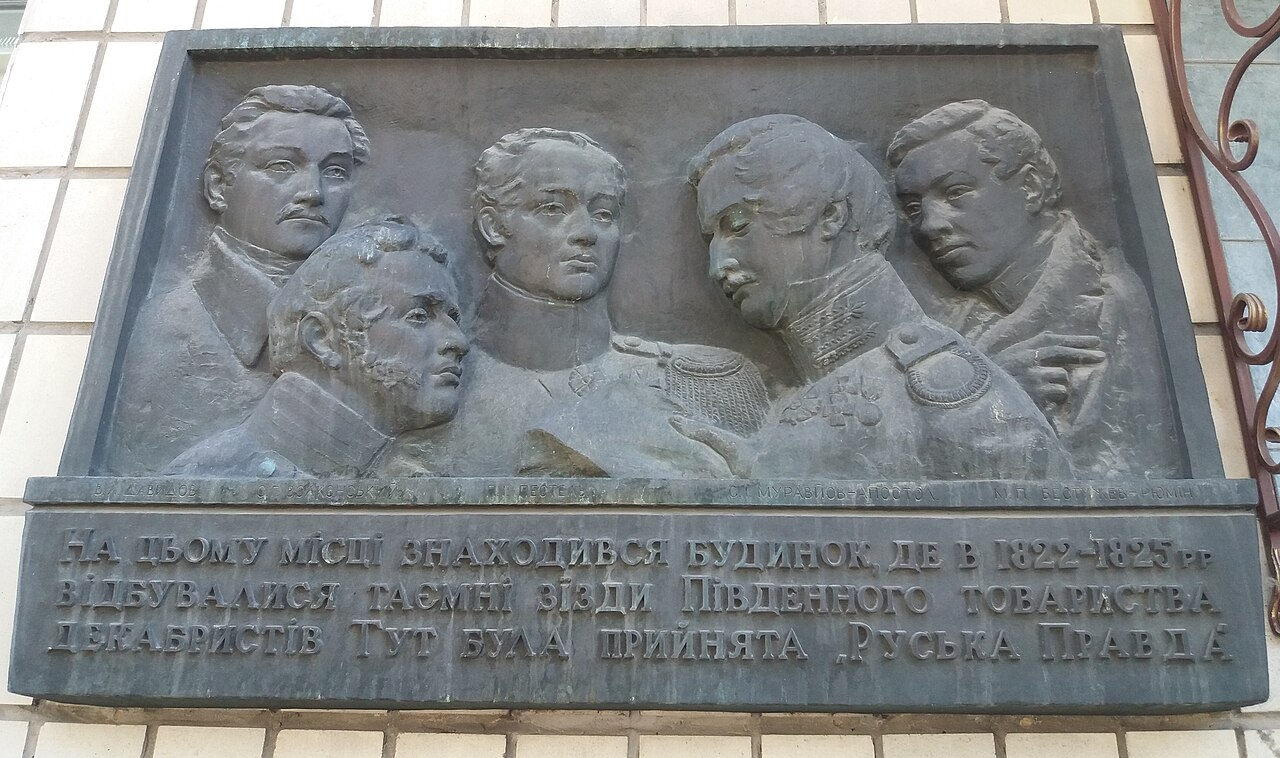 В.Л. ДАВИДОВ С.Г. ВОЛКОНСЬКИЙ П.І. ПЕСТЕЛЬ С.І. МУРАВЙОВ-АПОСТОЛ М.П. БЕСТУЖЕВ-РЮМІН
НА ЦЬОМУ МІСЦІ ЗНАХОДИВСЯ БУДИНОК, ДЕ В 1822-1825 РР
ВІДБУВАЛИСЯ ТАЄМНІ ЗЇЗДИ ПІВДЕННОГО ТОВАРИСТВА
ДЕКАБРИСТІВ ТУТ БУЛА ПРИЙНЯТА „РУСЬКА ПРАВДА"